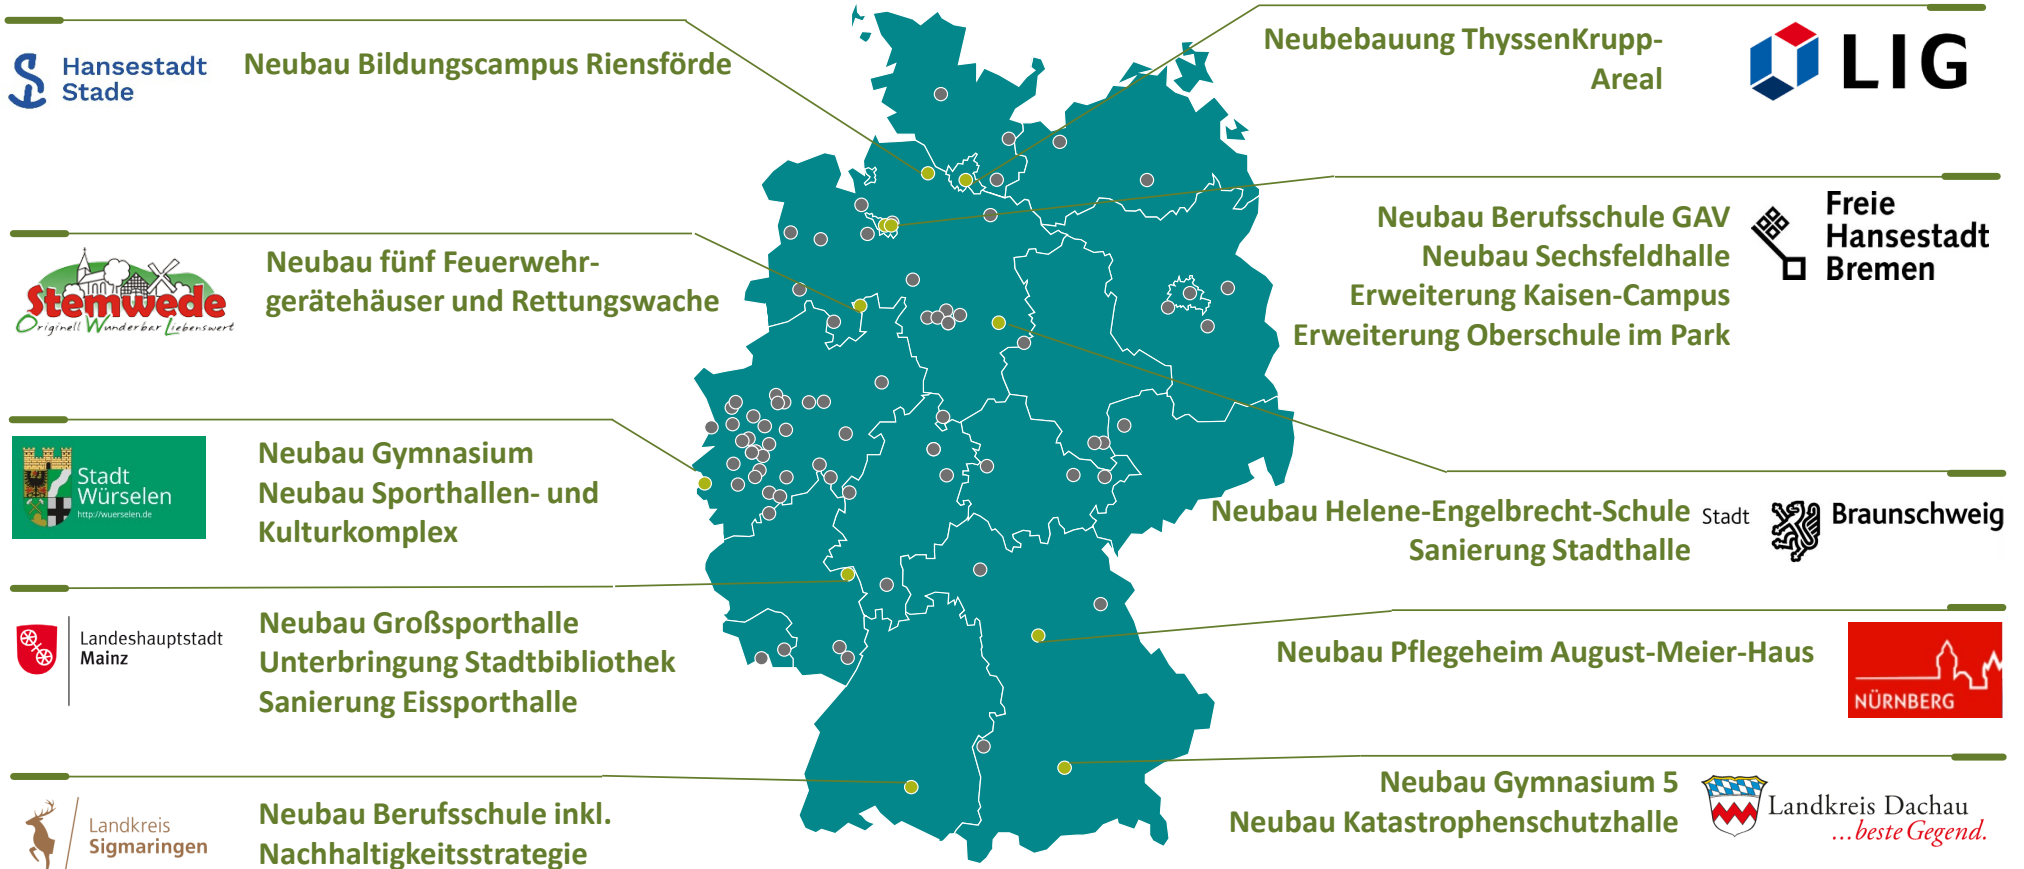 Hansestadt
Stade
Neubau Bildungscampus Riensförde
Stemwede
Originell Wunderbar Liebenswert
Neubau fünf Feuerwehr-
gerätehäuser und Rettungswache
Stadt
Würselen
http://wuerselen.de
Neubau Gymnasium
Neubau Sporthallen- und
Kulturkomplex
Landeshauptstadt
Mainz
Neubau Großsporthalle
Unterbringung Stadtbibliothek
Sanierung Eissporthalle
Landkreis
Sigmaringen
Neubau Berufsschule inkl.
Nachhaltigkeitsstrategie
Neubebauung ThyssenKrupp-
Areal
LIG
Neubau Berufsschule GAV
Neubau Sechsfeldhalle
Erweiterung Kaisen-Campus
Erweiterung Oberschule im Park
Freie
Hansestadt
Bremen
Neubau Helene-Engelbrecht-Schule
Sanierung Stadthalle
Stadt Braunschweig
Neubau Pflegeheim August-Meier-Haus
NÜRNBERG
Neubau Gymnasium 5
Neubau Katastrophenschutzhalle
Landkreis Dachau
...beste Gegend.